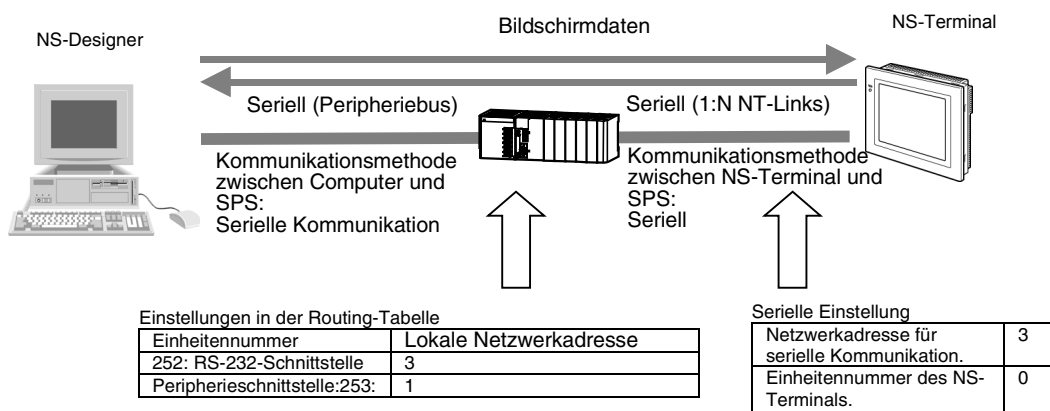 NS-Designer
Bildschirmdaten
NS-Terminal
Seriell (Peripheriebus)
Seriell (1:N NT-Links)
Kommunikationsmethode
zwischen Computer und
SPS:
Serielle Kommunikation
Kommunikationsmethode
zwischen NS-Terminal und
SPS:
Seriell
Einstellungen in der Routing-Tabelle
Einheitennummer Lokale Netzwerkadresse
252: RS-232-Schnittstelle 3
Peripherieschnittstelle:253: 1
Serielle Einstellung
Netzwerkadresse für 3
serielle Kommunikation.
Einheitennummer des NS- 0
Terminals.